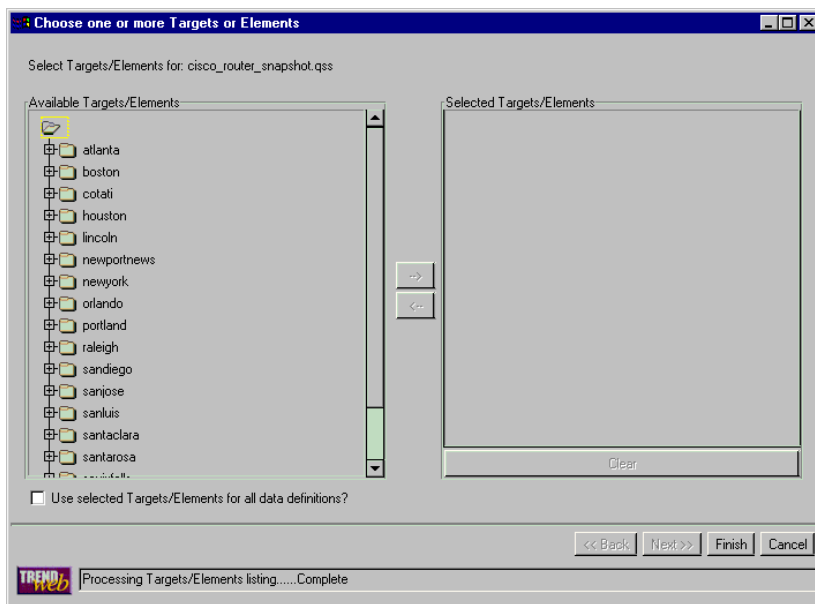 Choose one or more Targets or Elements
Select Targets/Elements for: cisco_router_snapshot.qss
Available Targets/Elements
Selected Targets/Elements
atlanta
boston
cotati
houston
lincoln
newportnews
newyork
orlando
portland
raleigh
sandiego
sanjose
sanluis
santaclara
santarosa
-->
<--
Clear
Use selected Targets/Elements for all data definitions?
<< Back
Next >>
Finish
Cancel
TREND
web
Processing Targets/Elements listing......Complete